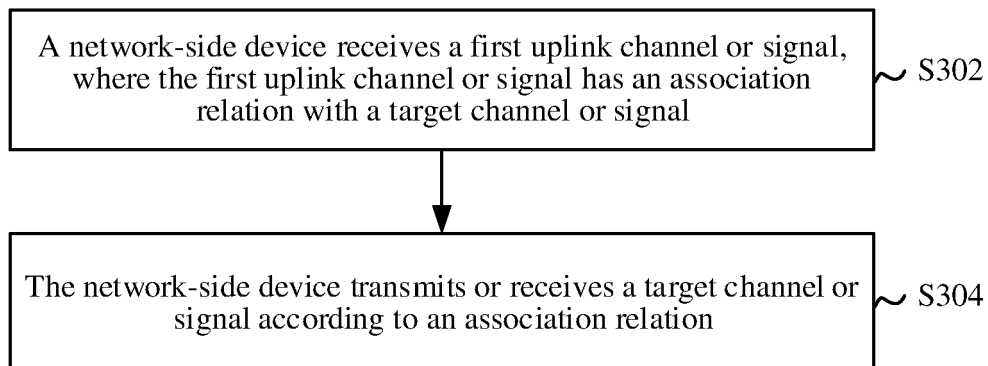 A network-side device receives a first uplink channel or signal,
where the first uplink channel or signal has an association
relation with a target channel or signal
S302
The network-side device transmits or receives a target channel or
signal according to an association relation
S304